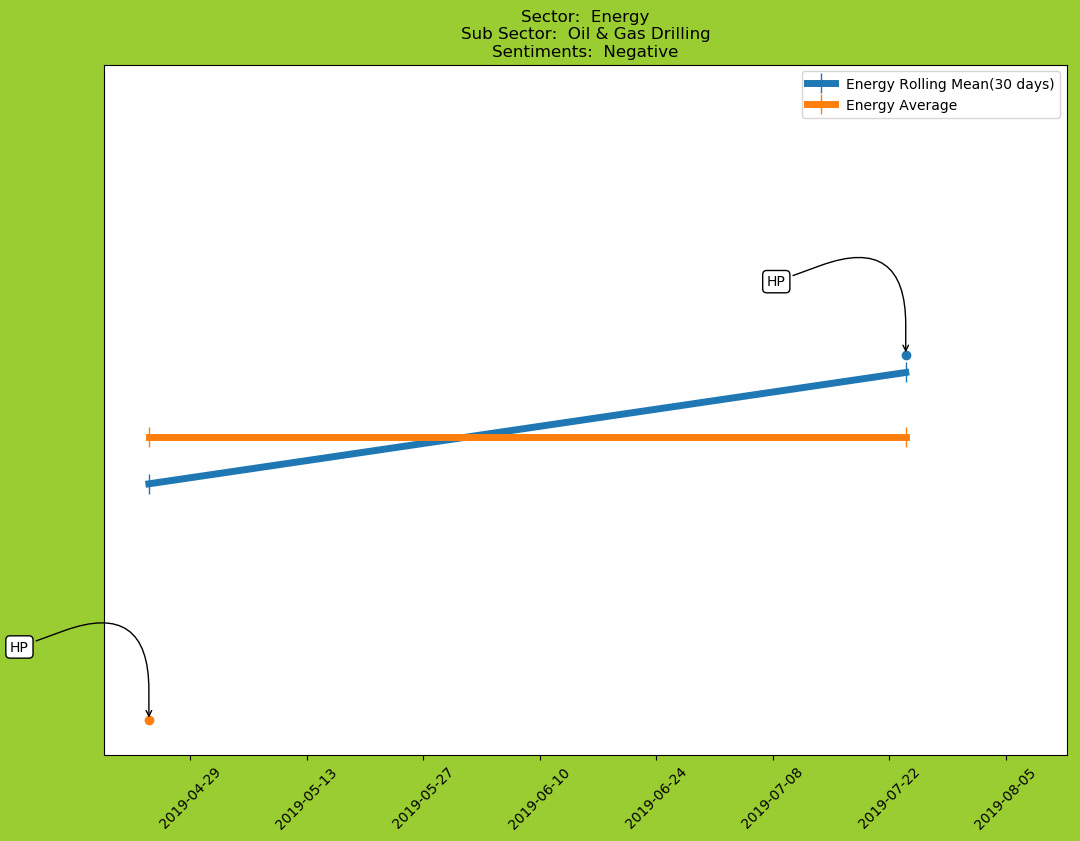 Sector:  Energy
Sub Sector:  Oil & Gas Drilling
Sentiments:  Negative
Energy Rolling Mean(30 days)
Energy Average
HP
HP
2019-04-29
2019-05-13
2019-05-27
2019-06-10
2019-06-24
2019-07-08
2019-07-22
2019-08-05